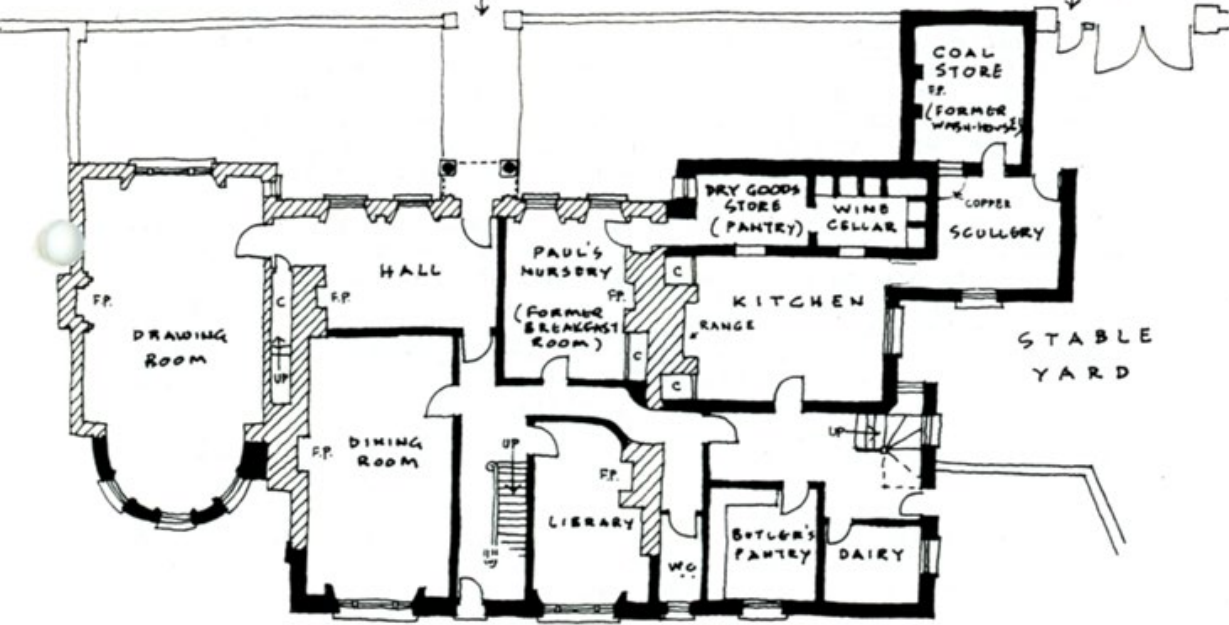 COAL
STORE
F.P.
(FORMER
WASH-HOUSE)
DRY GOODS
STORE
(PANTRY)
WINE
CELLAR
COPPER
SCULLERY
HALL
PAUL'S
NURSERY
(FORMER
BREAKFAST
ROOM)
F.P.
C
KITCHEN
RANGE
C
C
F.P.
DRAWING
ROOM
C
UP
F.P.
STABLE
YARD
F.P.
DINING
ROOM
UP
F.P.
LIBRARY
UP
BUTLER'S
PANTRY
DAIRY
WC